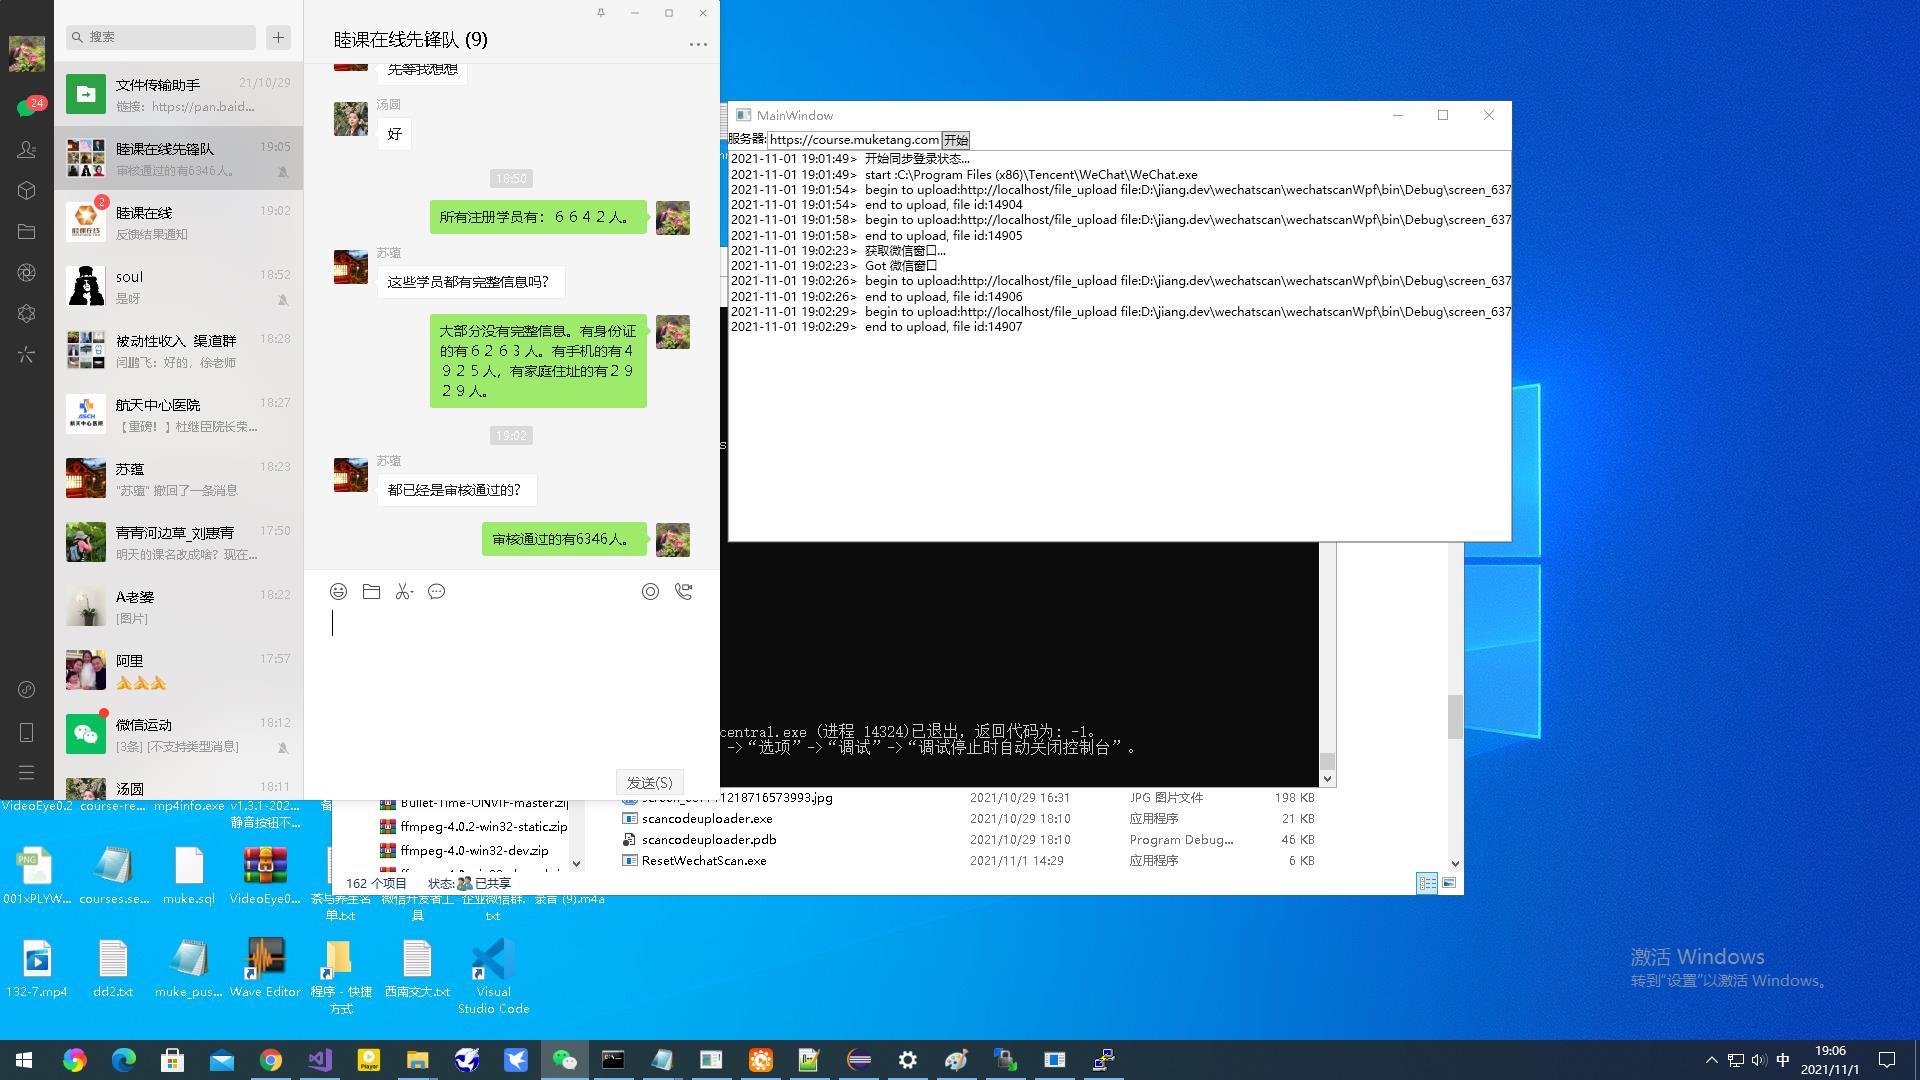 搜索
文件传输助手 21/10/29
链接：https://pan.baid...
24
睦课在线先锋队 19:05
审核通过的有6346人。
2
睦课在线 19:02
反馈结果通知
soul 18:52
是呀
被动性收入 渠道群 18:28
闫鹏飞：好的，徐老师
航天中心医院 18:27
【重磅！】杜继臣院长荣...
苏蕴 18:23
"苏蕴" 撤回了一条消息
青青河边草_刘惠青 17:50
明天的课名改成啥？现在...
A老婆 18:22
[图片]
阿里 17:57
微信运动 18:12
[3条] [不支持类型消息]
汤圆 18:11
睦课在线先锋队 (9)
先等我想想
汤圆
好
18:50
所有注册学员有：６６４２人。
苏蕴
这些学员都有完整信息吗？
大部分没有完整信息。有身份证
的有６２６３人。有手机的有４
９２５人，有家庭住址的有２９
２９人。
19:02
苏蕴
都已经是审核通过的？
审核通过的有6346人。
发送(S)
MainWindow
服务器: https://course.muketang.com 开始
2021-11-01 19:01:49> 开始同步登录状态...
2021-11-01 19:01:49> start :C:\Program Files (x86)\Tencent\WeChat\WeChat.exe
2021-11-01 19:01:54> begin to upload:http://localhost/file_upload file:D:\jiang.dev\wechatscan\wechatscanWpf\bin\Debug\screen_637
2021-11-01 19:01:54> end to upload, file id:14904
2021-11-01 19:01:58> begin to upload:http://localhost/file_upload file:D:\jiang.dev\wechatscan\wechatscanWpf\bin\Debug\screen_637
2021-11-01 19:01:58> end to upload, file id:14905
2021-11-01 19:02:23> 获取微信窗口...
2021-11-01 19:02:23> Got 微信窗口
2021-11-01 19:02:26> begin to upload:http://localhost/file_upload file:D:\jiang.dev\wechatscan\wechatscanWpf\bin\Debug\screen_637
2021-11-01 19:02:26> end to upload, file id:14906
2021-11-01 19:02:29> begin to upload:http://localhost/file_upload file:D:\jiang.dev\wechatscan\wechatscanWpf\bin\Debug\screen_637
2021-11-01 19:02:29> end to upload, file id:14907
central.exe (进程 14324)已退出，返回代码为: -1。
->“选项”->“调试”->“调试停止时自动关闭控制台”。
Bullet-Time-ONVIF-master.zip
ffmpeg-4.0.2-win32-static.zip
ffmpeg-4.0-win32-dev.zip
2021/10/29 16:31 JPG 图片文件 198 KB
scancodeuploader.exe 2021/10/29 18:10 应用程序 21 KB
scancodeuploader.pdb 2021/10/29 18:10 Program Debug... 46 KB
ResetWechatScan.exe 2021/11/1 14:29 应用程序 6 KB
162 个项目 状态: 已共享
VideoEye0.2 course-re... mp4info.exe v1.3.1-202...
静音按钮不...
PNG
001xPLYW... courses.se... muke.sql VideoEye0... 茶与养生名 微信开发者工 企业微信群. 录音 (9).m4a
单.txt 具 txt
132-7.mp4 dd2.txt muke_pus... Wave Editor 程序 - 快捷 西南交大.txt Visual
方式 Studio Code
激活 Windows
转到“设置”以激活 Windows。
中 19:06
2021/11/1